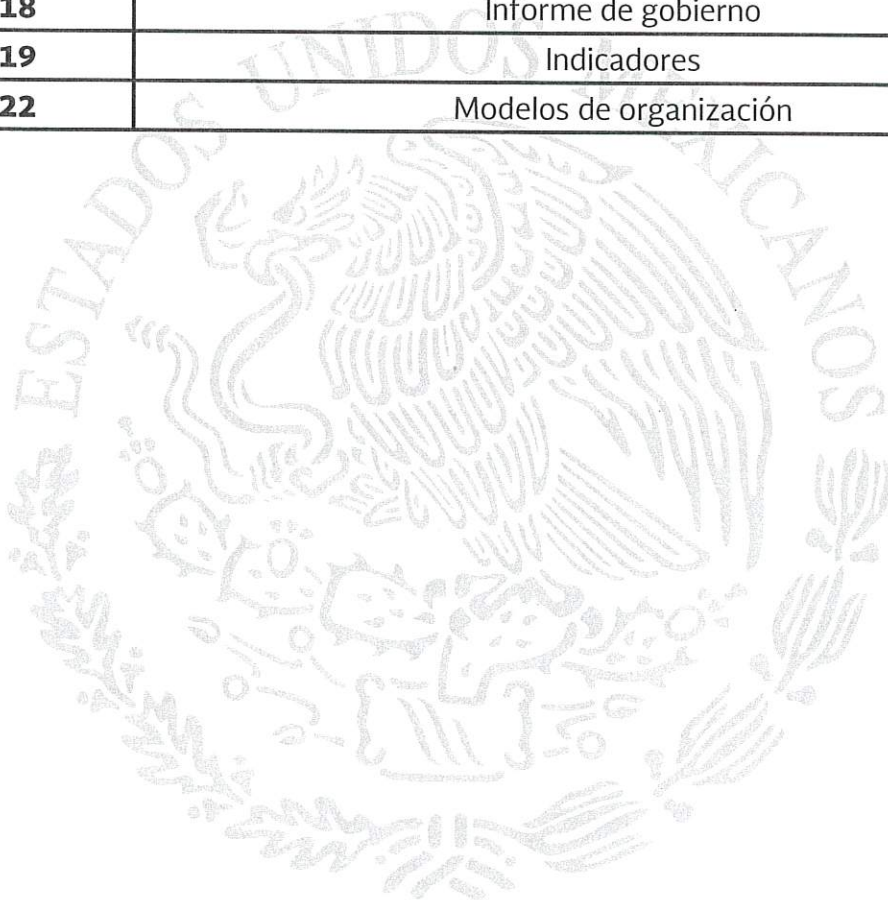 18 Informe de gobierno
19 Indicadores
22 Modelos de organización
ESTADOS UNIDOS MEXICANOS